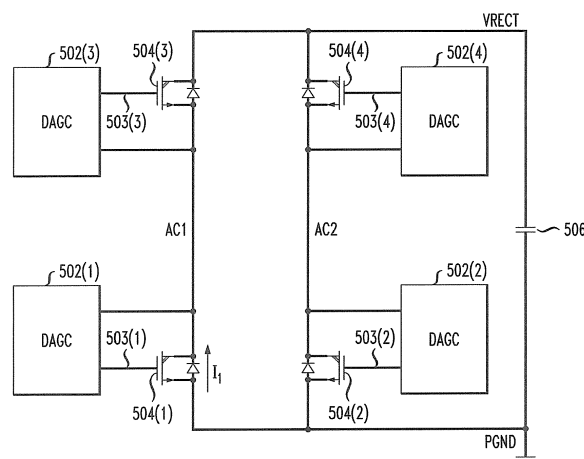 VRECT
502(3)
504(3)
504(4)
502(4)
DAGC
503(3)
503(4)
DAGC
AC1
AC2
506
502(1)
502(2)
DAGC
503(1)
I1
503(2)
DAGC
504(1)
504(2)
PGND